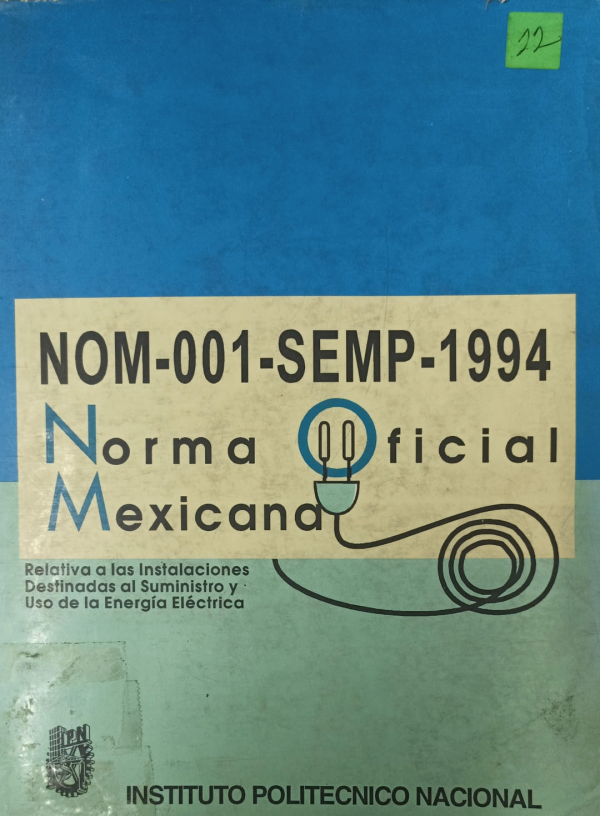 22
NOM-001-SEMP-1994
Norma Oficial
Mexicana
Relativa a las Instalaciones
Destinadas al Suministro y
Uso de la Energía Eléctrica
IPN
INSTITUTO POLITECNICO NACIONAL